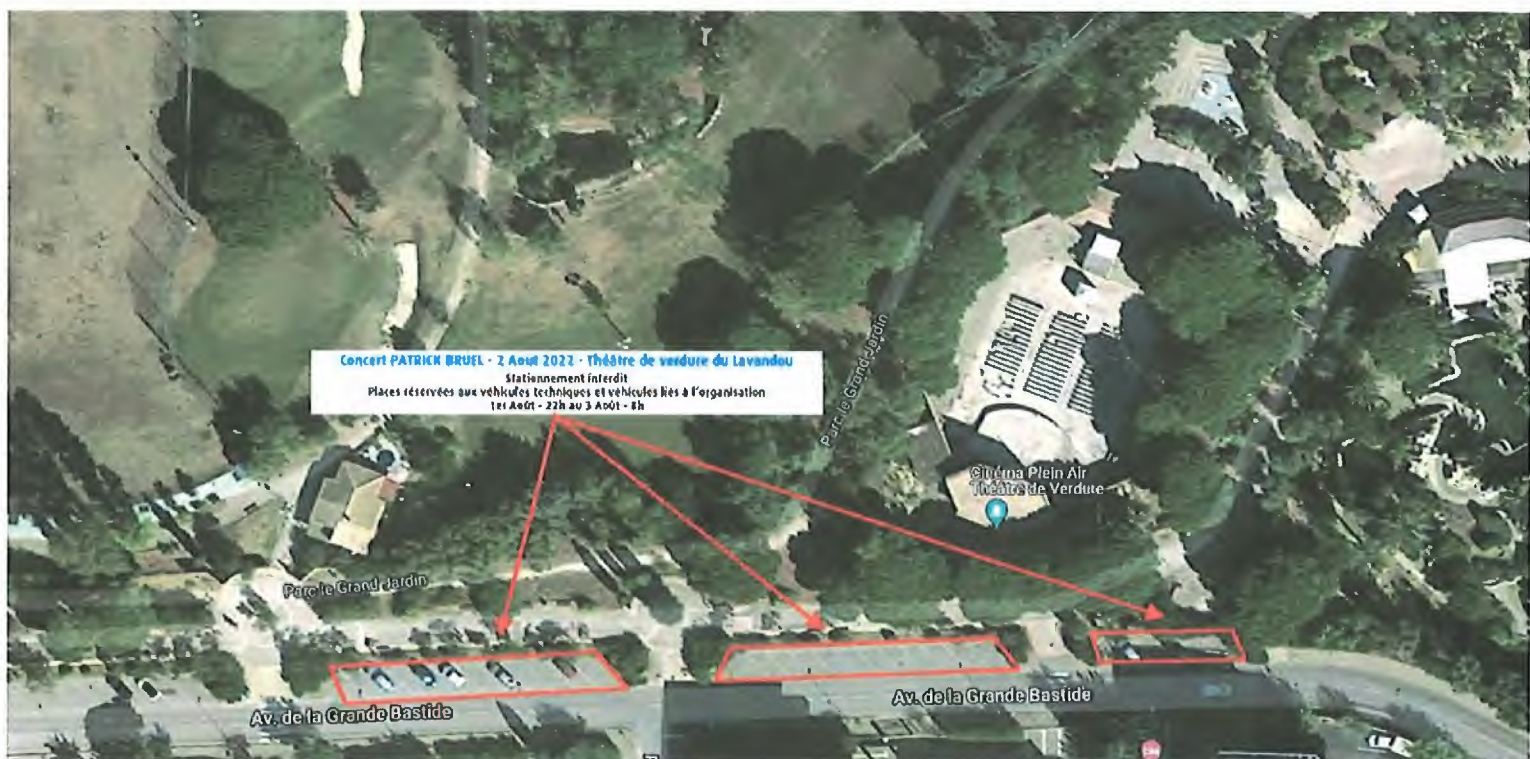 Concert PATRICK BRUEL - 2 Août 2022 - Théâtre de verdure du Lavandou
Stationnement interdit
Places réservées aux véhicules techniques et véhicules liés à l'organisation
1er Août - 22h au 3 Août - 8h
Parc le Grand Jardin
Cinéma Plein Air
Théâtre de Verdure
Parc le Grand Jardin
Av. de la Grande Bastide
Av. de la Grande Bastide